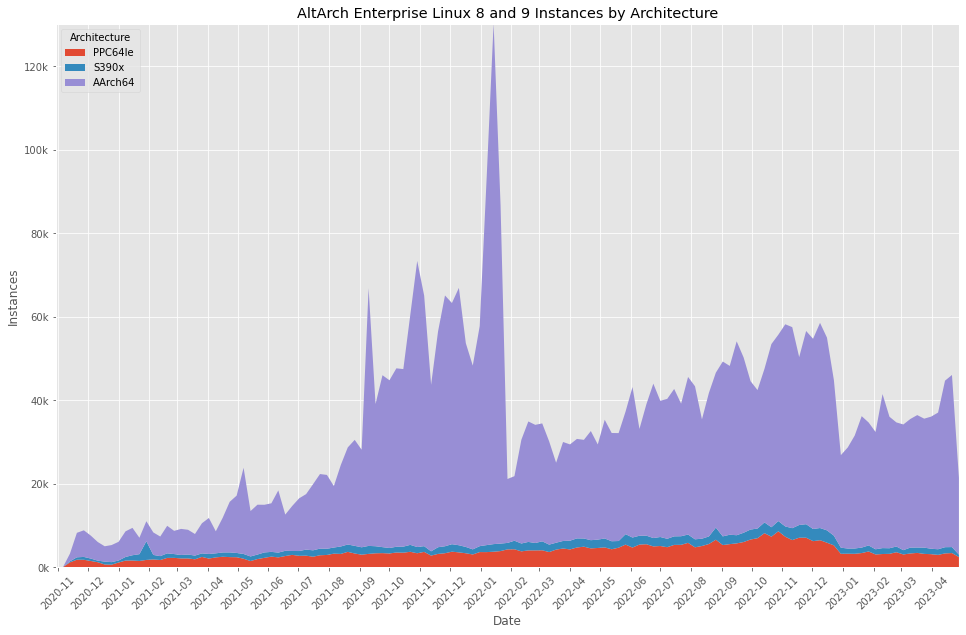 AltArch Enterprise Linux 8 and 9 Instances by Architecture
Architecture
PPC64le
S390x
AArch64
120k
100k
80k
60k
40k
20k
0k
Instances
2020-11
2020-12
2021-01
2021-02
2021-03
2021-04
2021-05
2021-06
2021-07
2021-08
2021-09
2021-10
2021-11
2021-12
2022-01
2022-02
2022-03
2022-04
2022-05
2022-06
2022-07
2022-08
2022-09
2022-10
2022-11
2022-12
2023-01
2023-02
2023-03
2023-04
Date